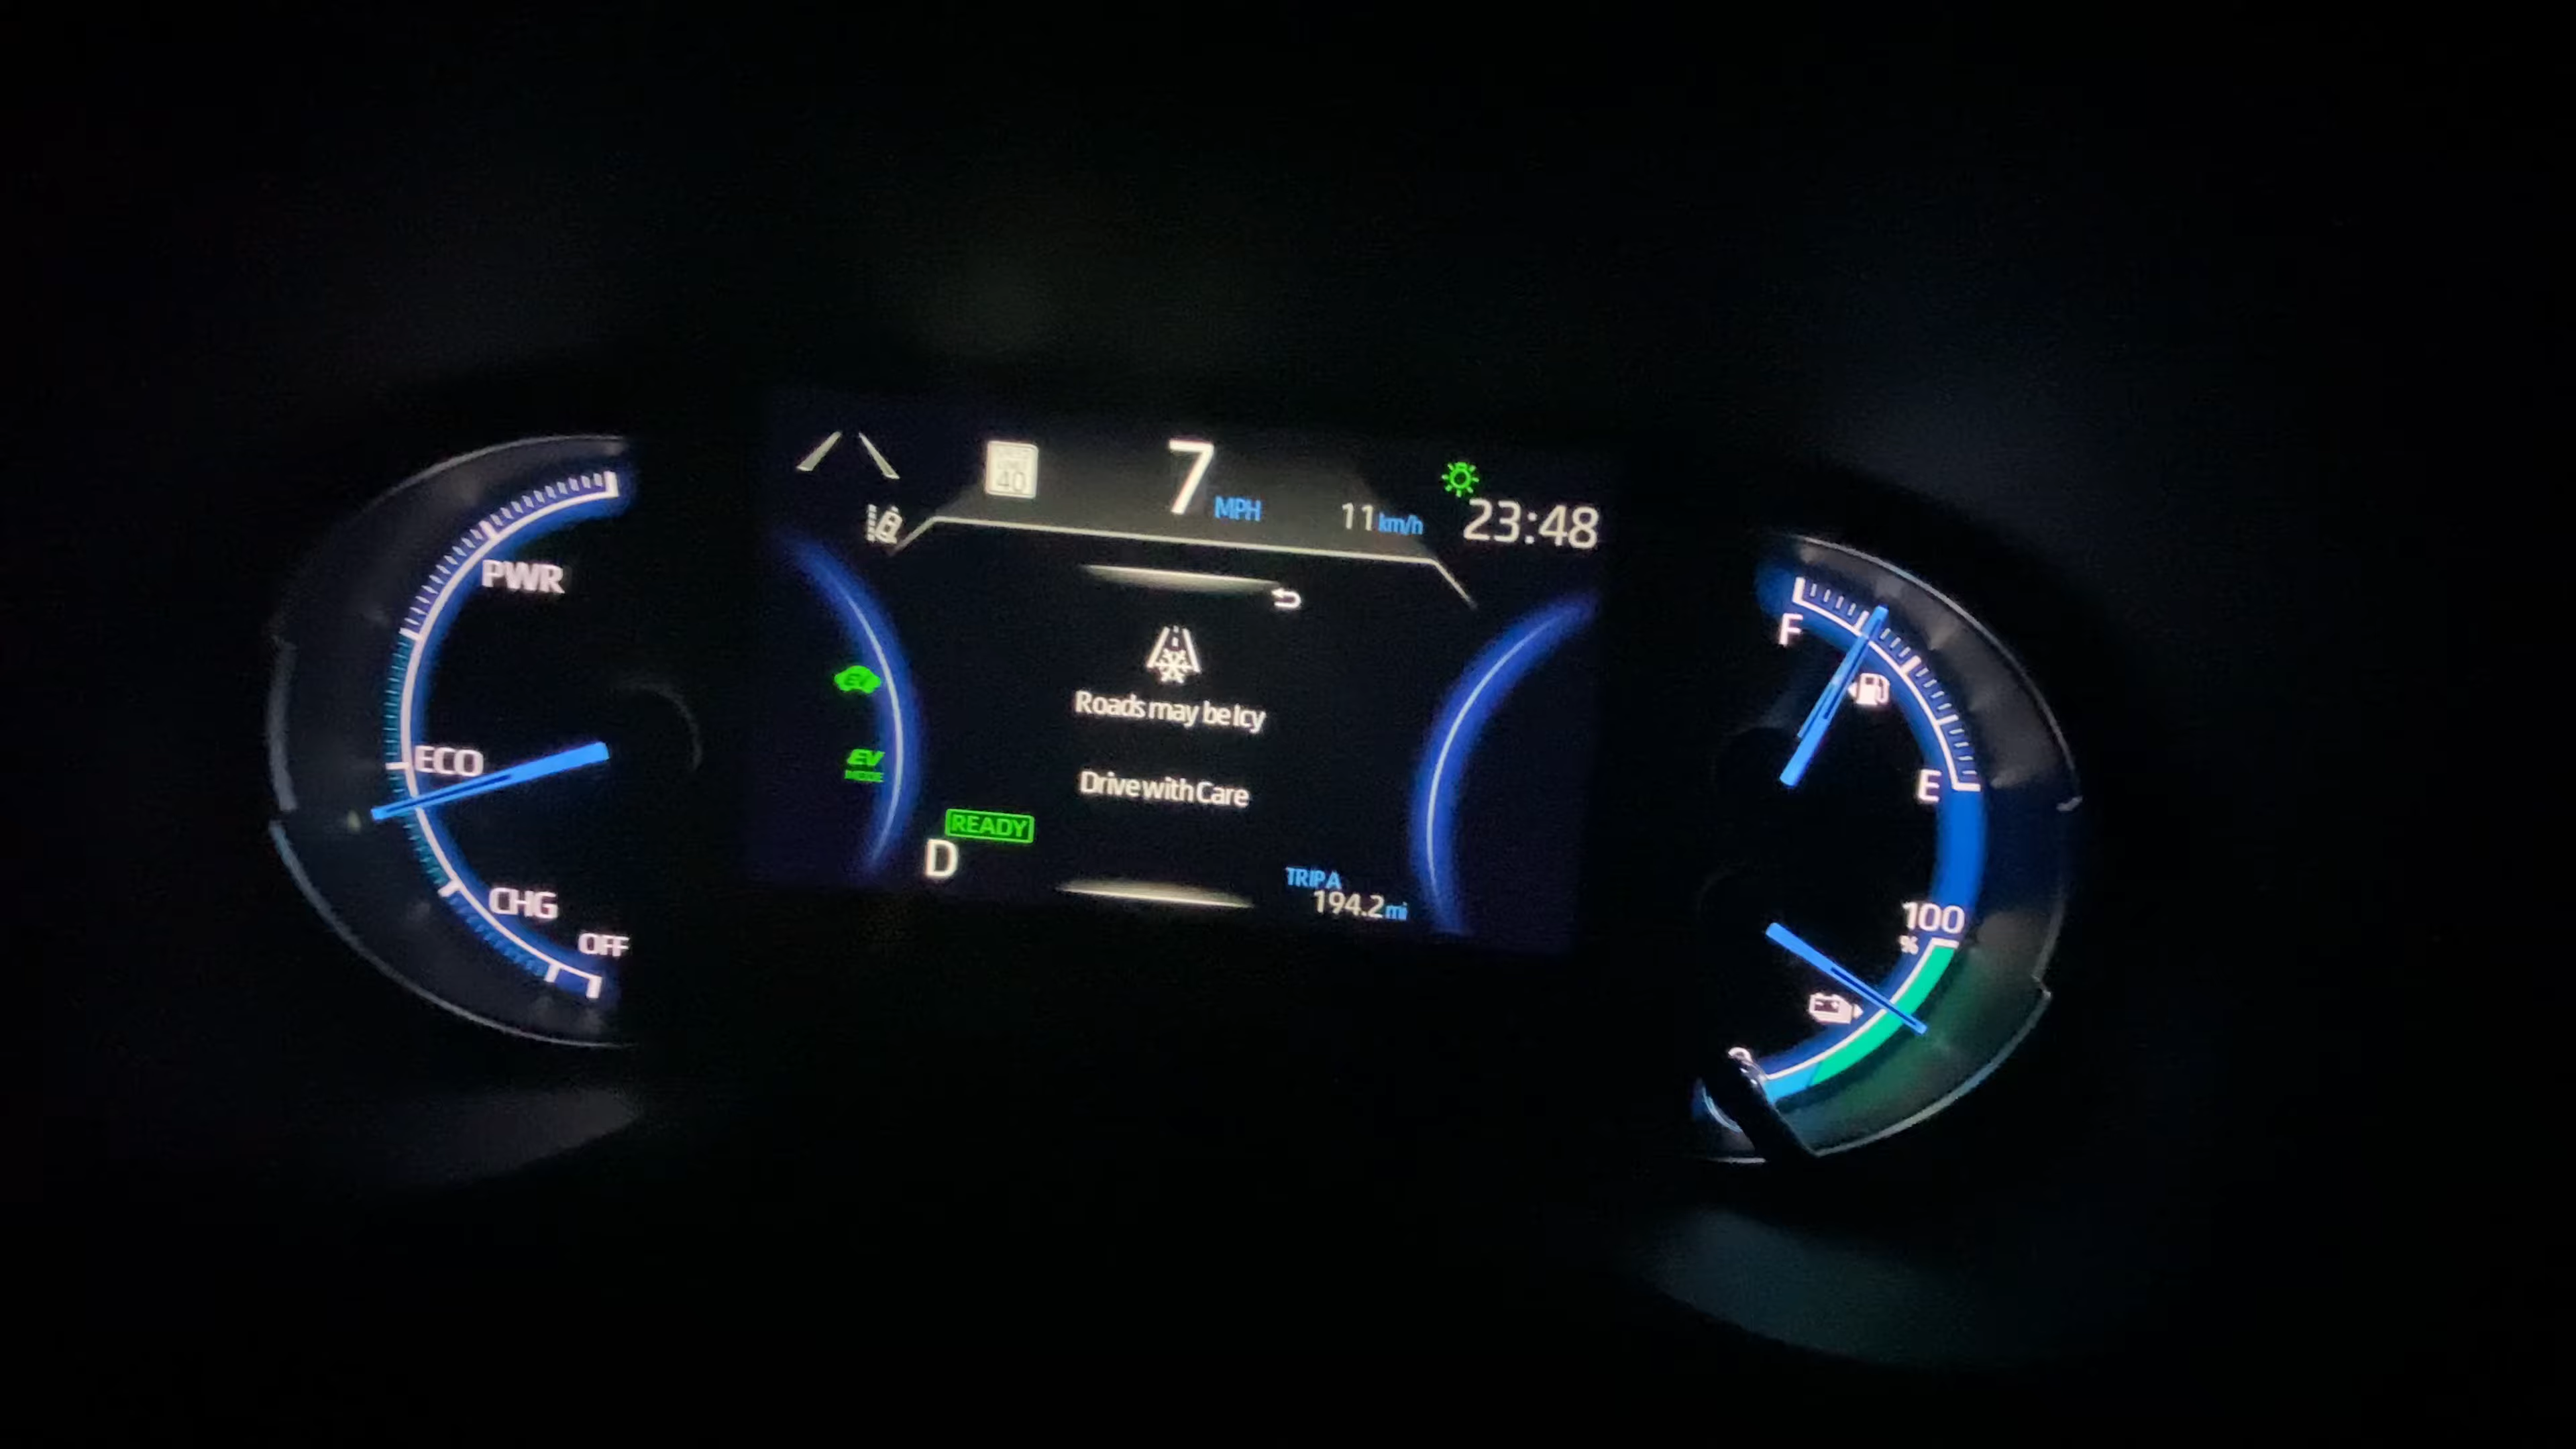 40
7 MPH
11 km/h
23:48
PWR
ECO
CHG
OFF
Roads may be Icy
Drive with Care
EV
EV
MODE
READY
D
TRIP A
194.2 mi
F
E
100
%